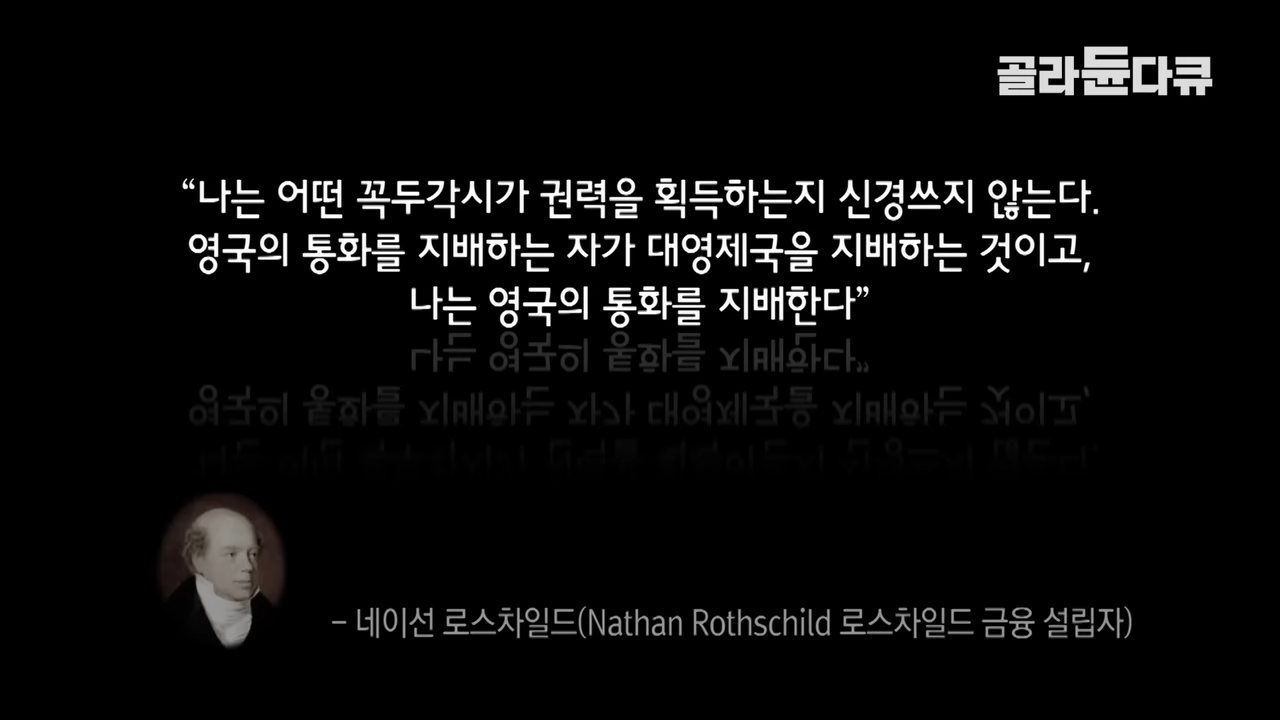 골라듄다큐
“나는 어떤 꼭두각시가 권력을 획득하는지 신경쓰지 않는다.
영국의 통화를 지배하는 자가 대영제국을 지배하는 것이고,
나는 영국의 통화를 지배한다”
– 네이선 로스차일드(Nathan Rothschild 로스차일드 금융 설립자)